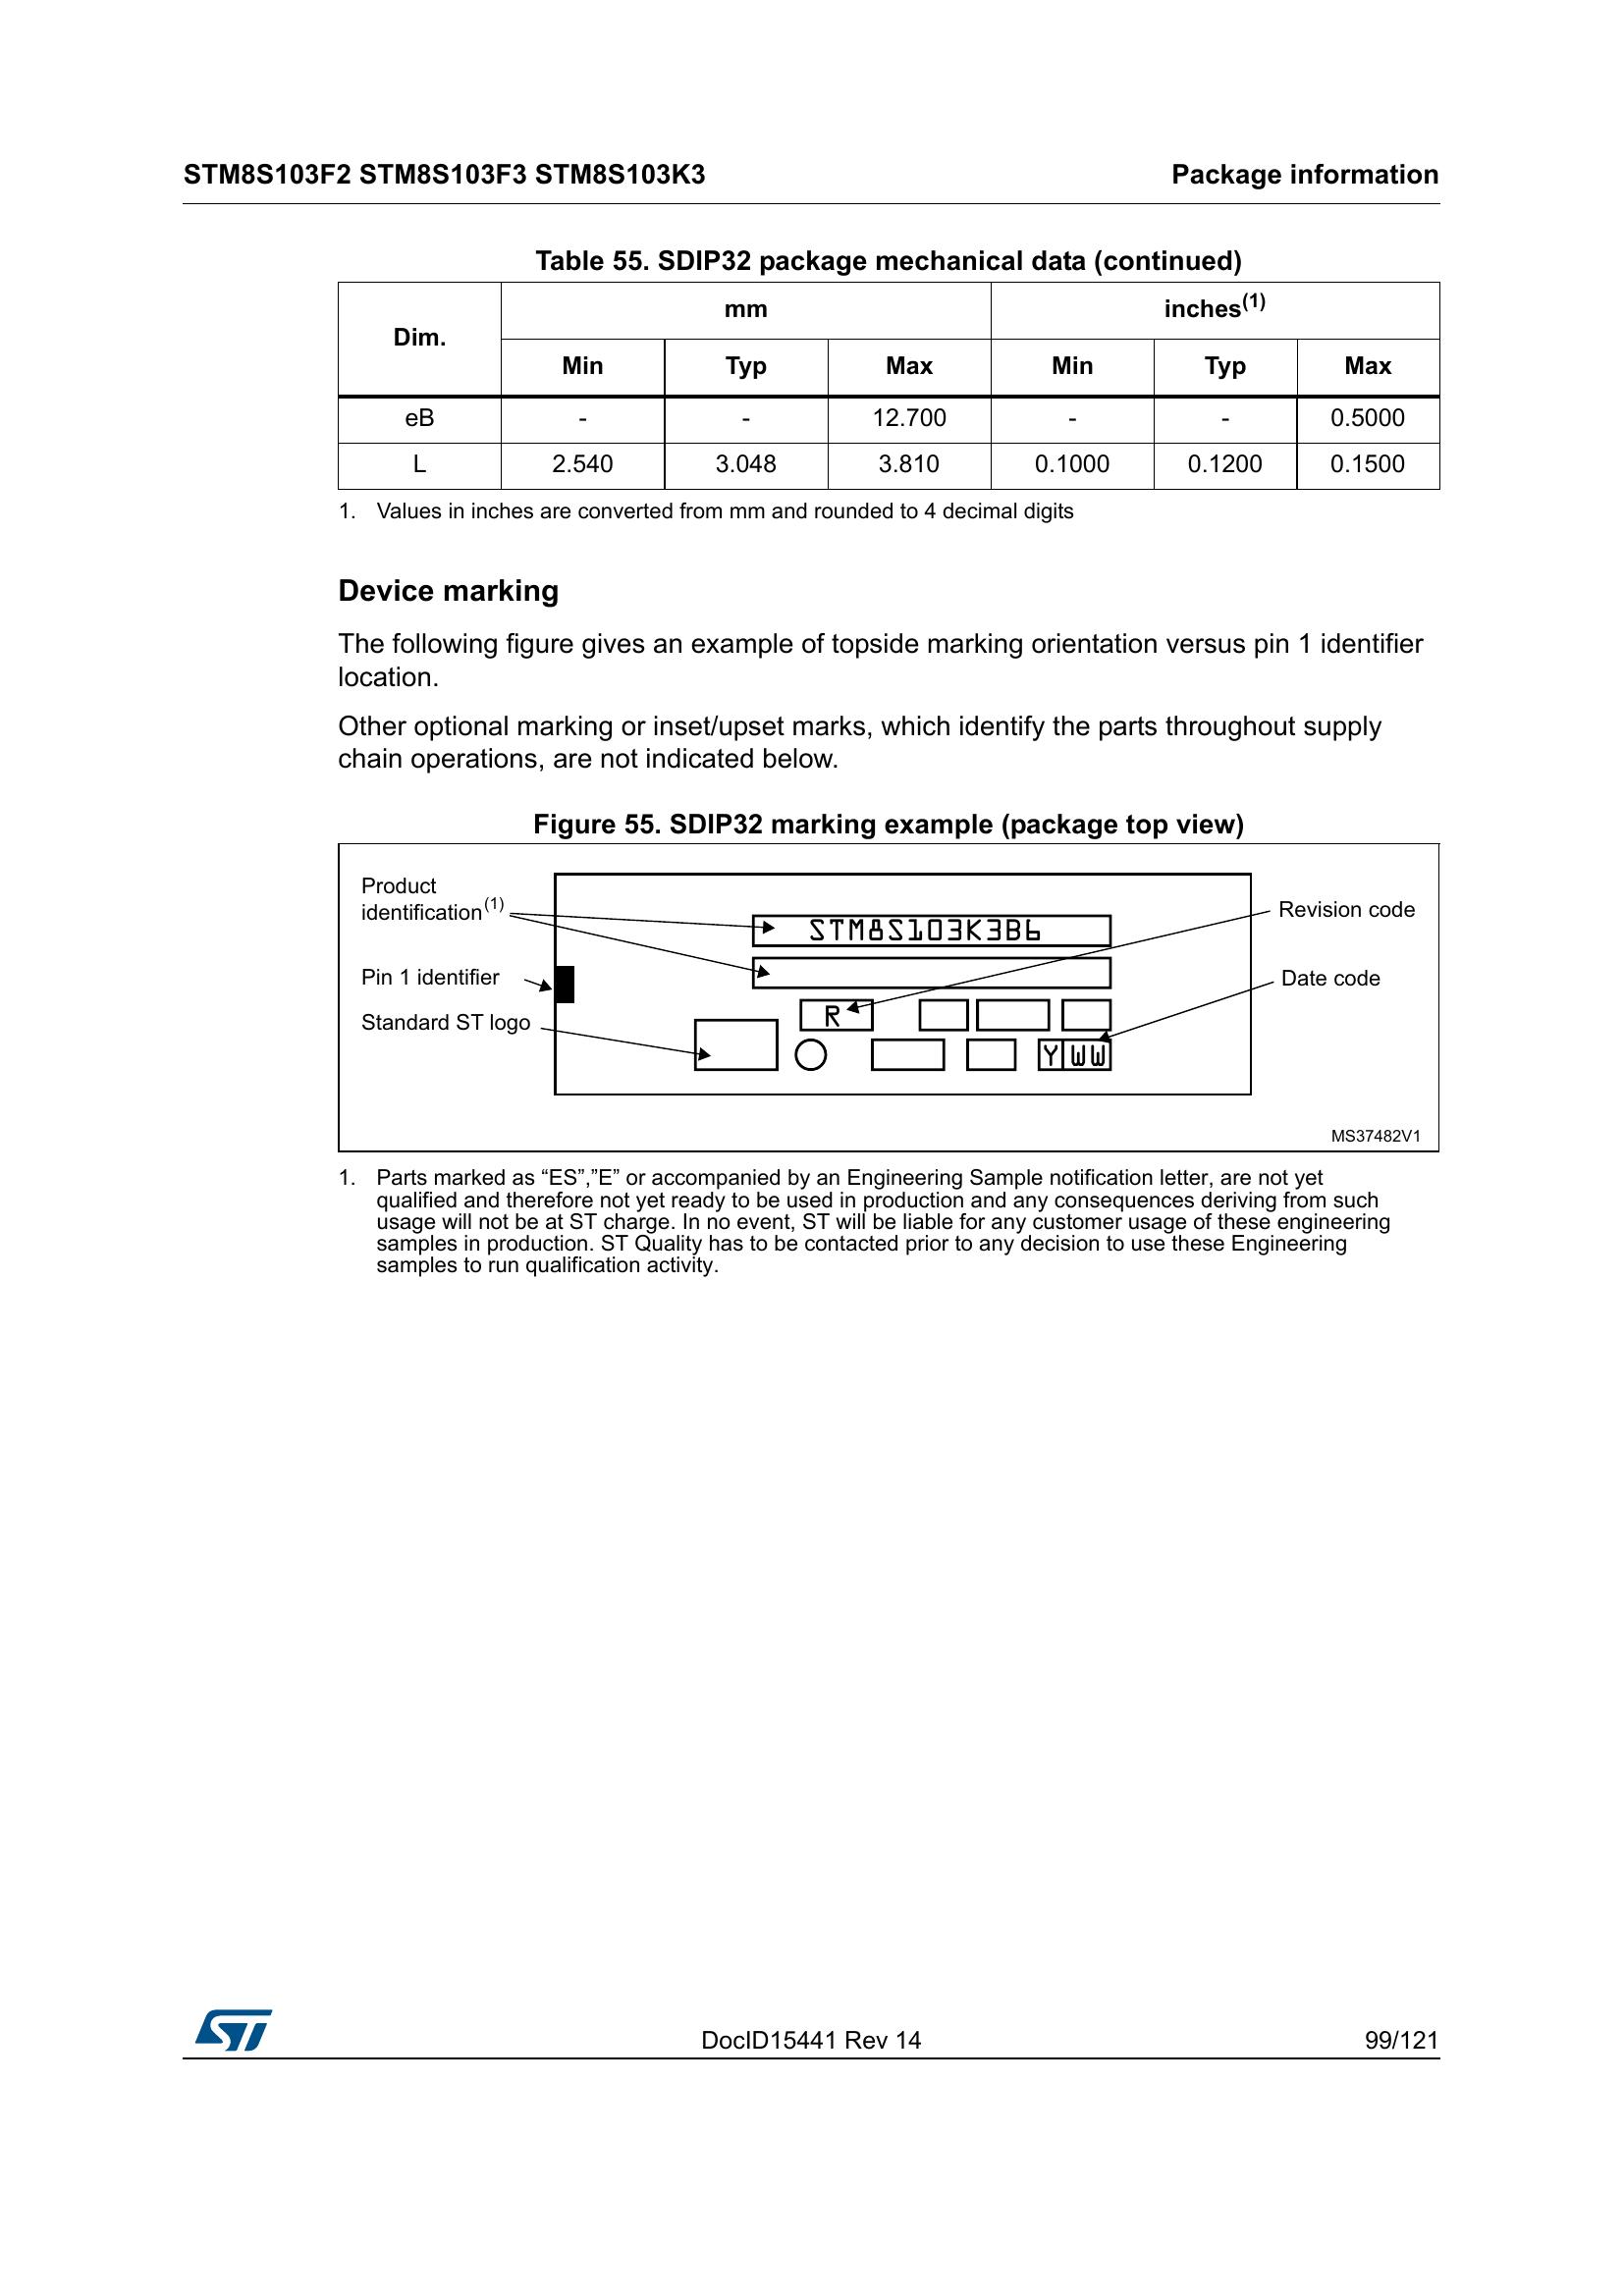 STM8S103F2 STM8S103F3 STM8S103K3 Package information
Table 55. SDIP32 package mechanical data (continued)
Dim. mm inches(1)
Min Typ Max Min Typ Max
eB - - 12.700 - - 0.5000
L 2.540 3.048 3.810 0.1000 0.1200 0.1500
1. Values in inches are converted from mm and rounded to 4 decimal digits
Device marking
The following figure gives an example of topside marking orientation versus pin 1 identifier
location.
Other optional marking or inset/upset marks, which identify the parts throughout supply
chain operations, are not indicated below.
Figure 55. SDIP32 marking example (package top view)
Product
identification(1)
STM8S103K3B6
Revision code
Pin 1 identifier
Date code
Standard ST logo
R
Y WW
MS37482V1
1. Parts marked as “ES”,”E” or accompanied by an Engineering Sample notification letter, are not yet
qualified and therefore not yet ready to be used in production and any consequences deriving from such
usage will not be at ST charge. In no event, ST will be liable for any customer usage of these engineering
samples in production. ST Quality has to be contacted prior to any decision to use these Engineering
samples to run qualification activity.
ST
DocID15441 Rev 14 99/121